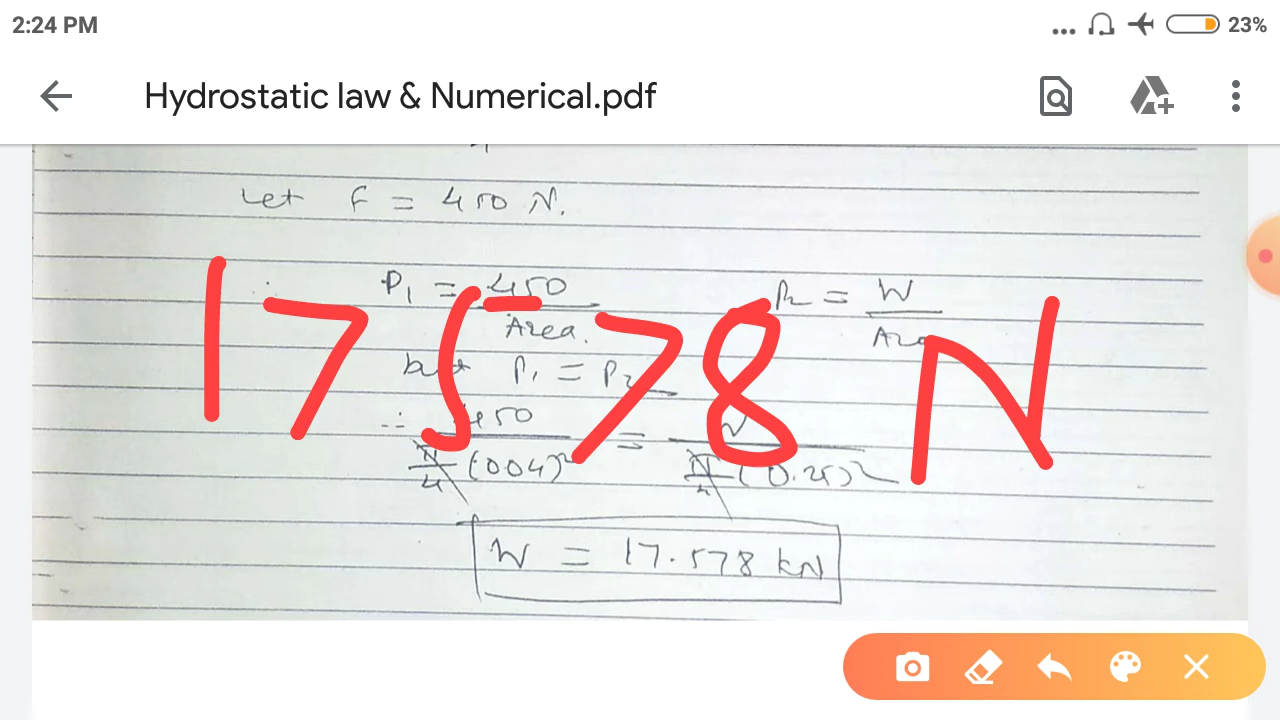 2:24 PM
... 23%
Hydrostatic law & Numerical.pdf
Let F = 450 N.
∴ P₁ = 450 / Area.
P₂ = W / Area
but P₁ = P₂
∴ 450 / π/4 (0.04)² = W / π/4 (0.25)²
W = 17.578 kN
17578 N